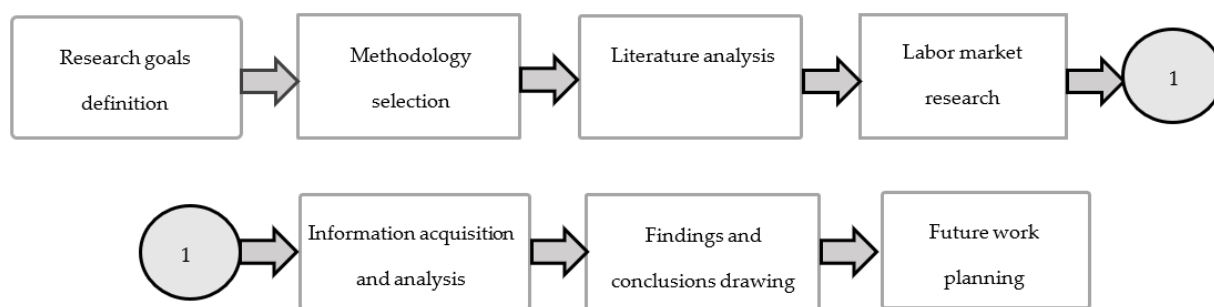 Research goals
definition
Methodology
selection
Literature analysis
Labor market
research
1
1
Information acquisition
and analysis
Findings and
conclusions drawing
Future work
planning